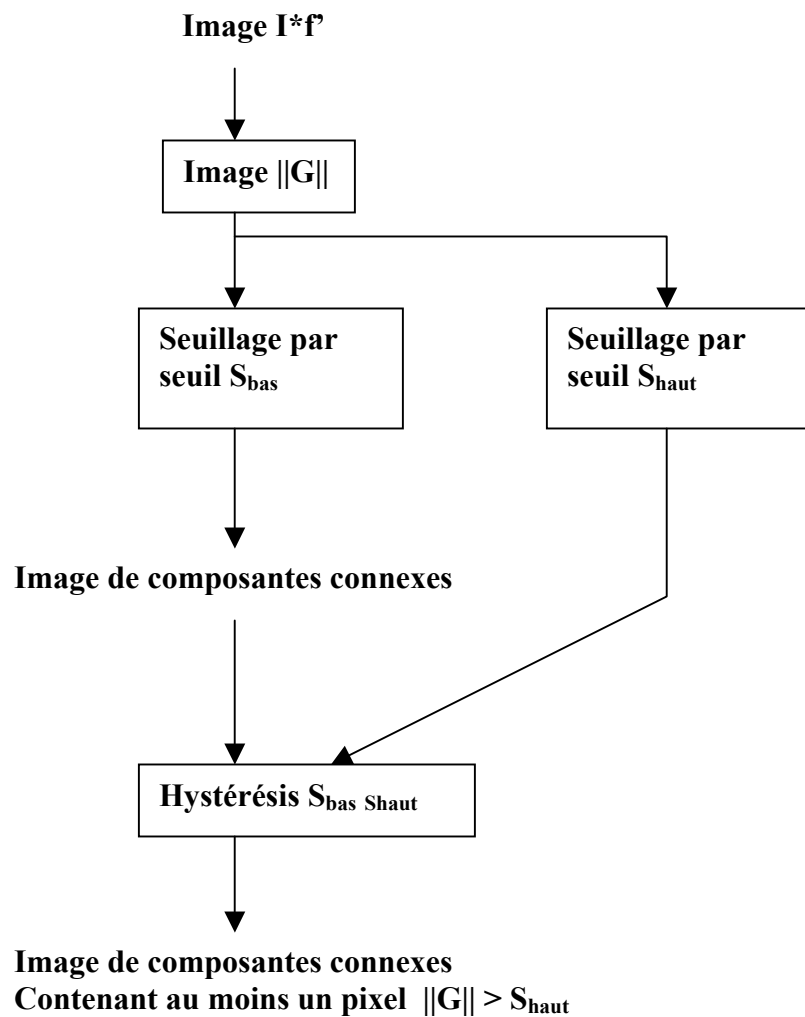 Image I*f’
Image ||G||
Seuillage par
seuil Sbas
Seuillage par
seuil Shaut
Image de composantes connexes
Hystérésis Sbas Shaut
Image de composantes connexes
Contenant au moins un pixel ||G|| > Shaut